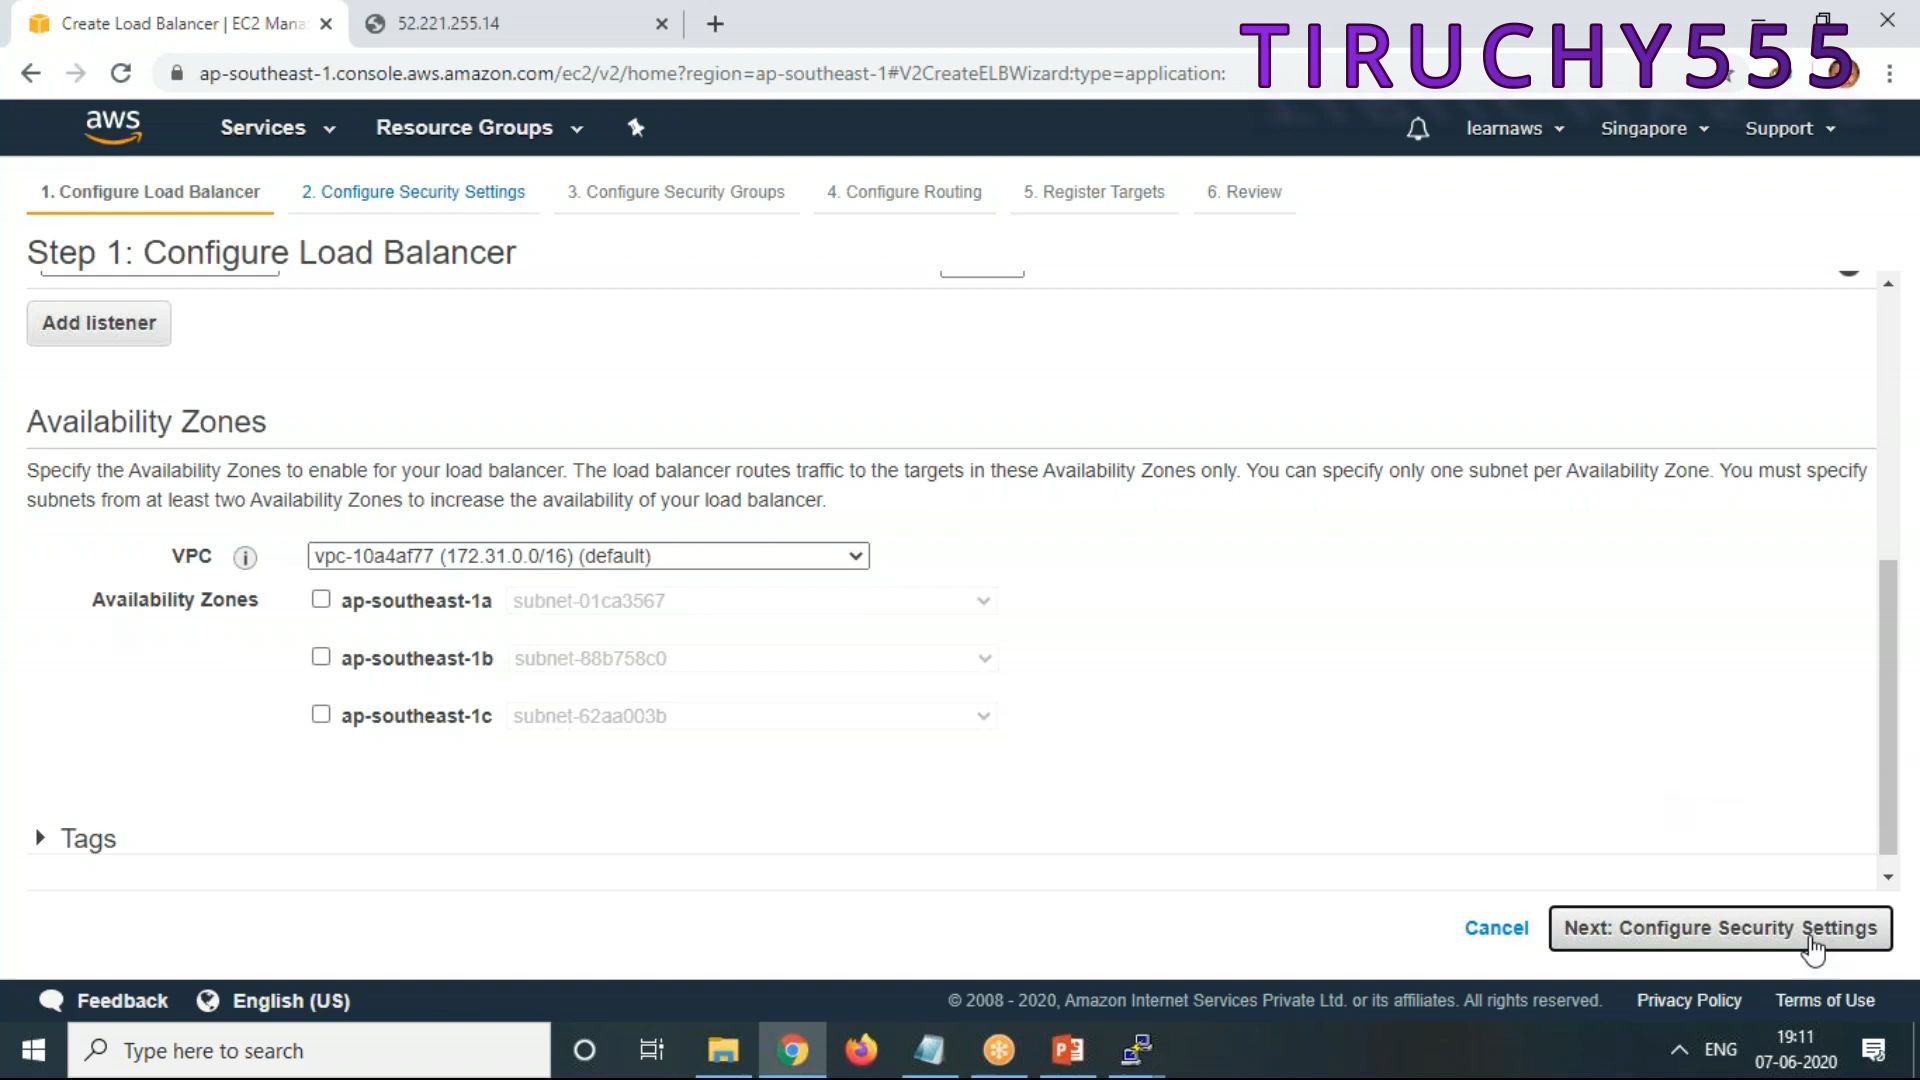 Create Load Balancer | EC2 Mana
52.221.255.14
TIRUCHY555
ap-southeast-1.console.aws.amazon.com/ec2/v2/home?region=ap-southeast-1#V2CreateELBWizard:type=application:
aws
Services
Resource Groups
learnaws
Singapore
Support
1. Configure Load Balancer
2. Configure Security Settings
3. Configure Security Groups
4. Configure Routing
5. Register Targets
6. Review
Step 1: Configure Load Balancer
Add listener
Availability Zones
Specify the Availability Zones to enable for your load balancer. The load balancer routes traffic to the targets in these Availability Zones only. You can specify only one subnet per Availability Zone. You must specify
subnets from at least two Availability Zones to increase the availability of your load balancer.
VPC
i
vpc-10a4af77 (172.31.0.0/16) (default)
Availability Zones
ap-southeast-1a
subnet-01ca3567
ap-southeast-1b
subnet-88b758c0
ap-southeast-1c
subnet-62aa003b
Tags
Cancel
Next: Configure Security Settings
Feedback
English (US)
© 2008 - 2020, Amazon Internet Services Private Ltd. or its affiliates. All rights reserved.
Privacy Policy
Terms of Use
Type here to search
ENG
19:11
07-06-2020